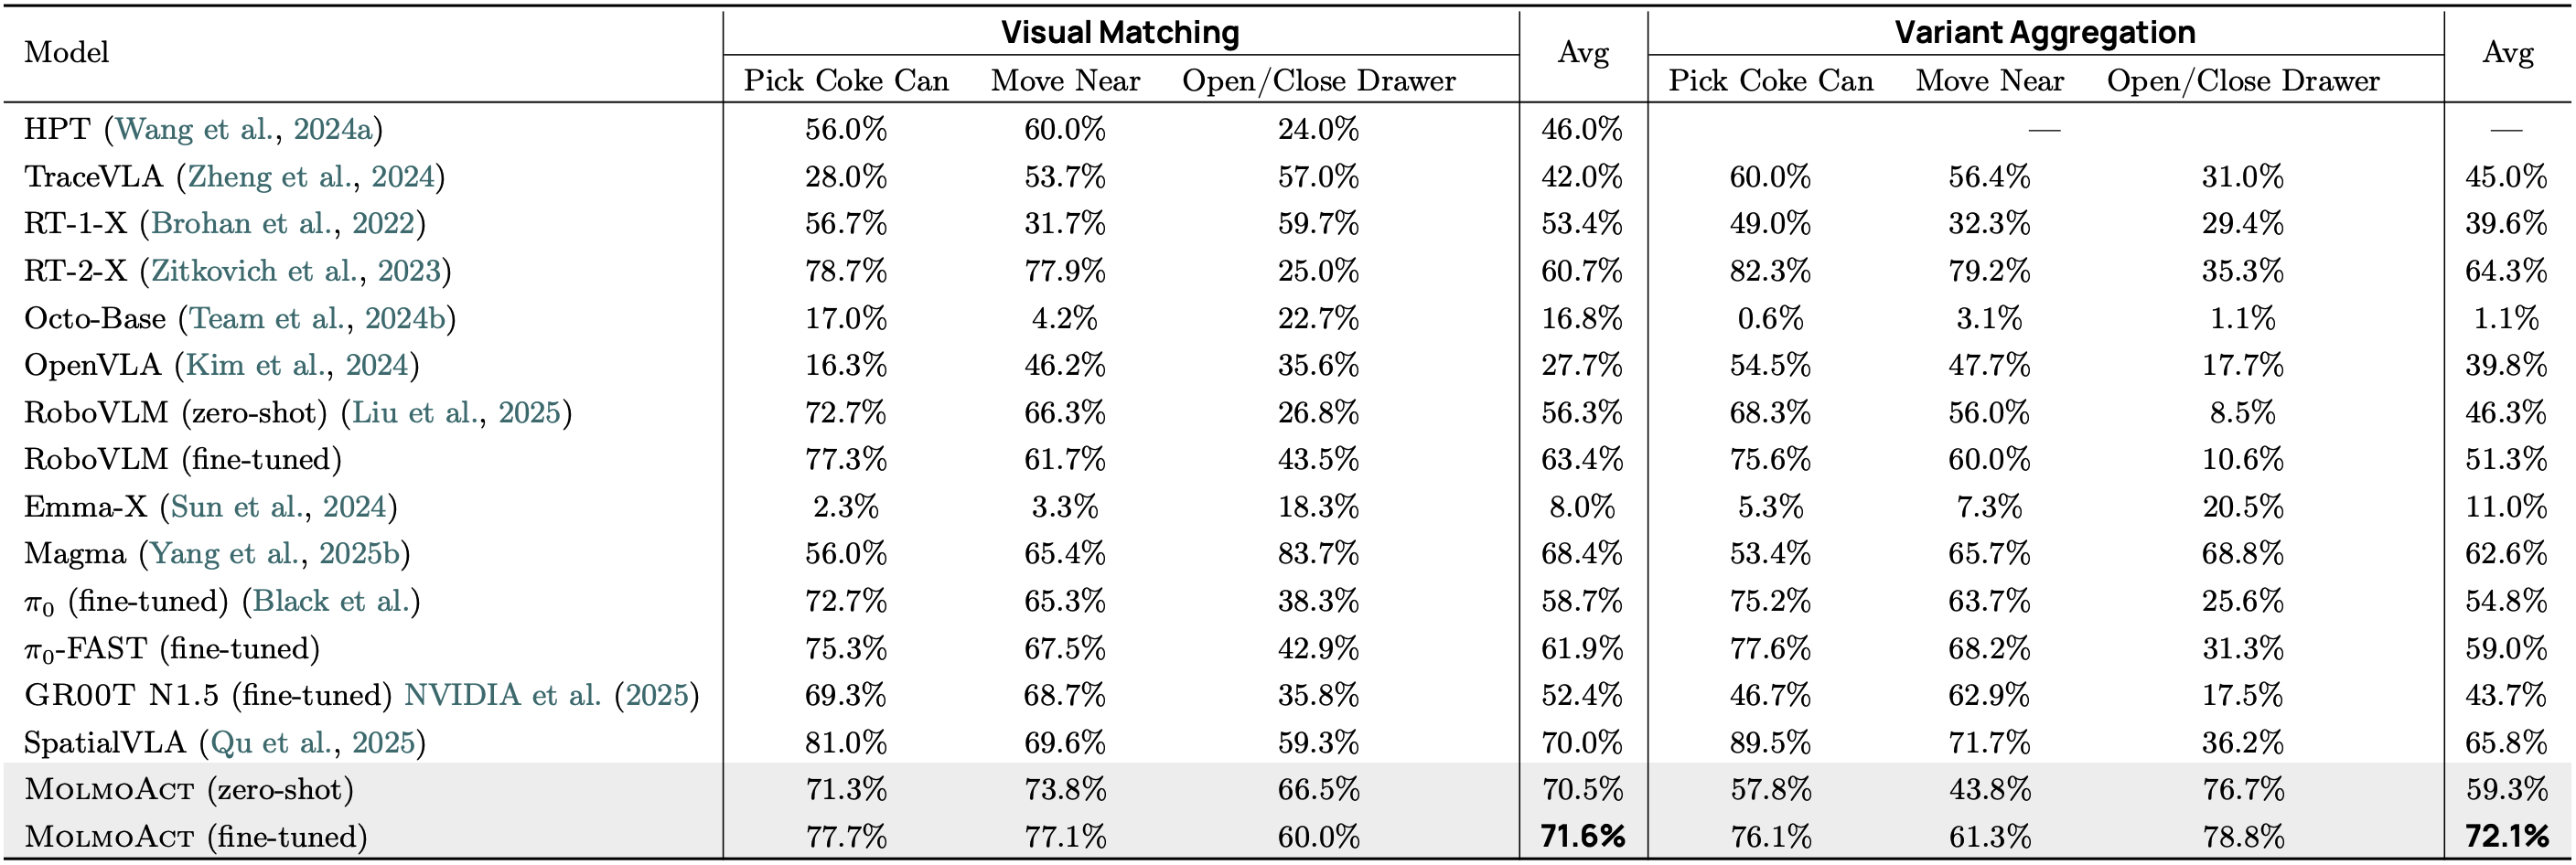 Model Visual Matching Avg Variant Aggregation Avg
Pick Coke Can Move Near Open/Close Drawer Pick Coke Can Move Near Open/Close Drawer
HPT (Wang et al., 2024a) 56.0% 60.0% 24.0% 46.0% — —
TraceVLA (Zheng et al., 2024) 28.0% 53.7% 57.0% 42.0% 60.0% 56.4% 31.0% 45.0%
RT-1-X (Brohan et al., 2022) 56.7% 31.7% 59.7% 53.4% 49.0% 32.3% 29.4% 39.6%
RT-2-X (Zitkovich et al., 2023) 78.7% 77.9% 25.0% 60.7% 82.3% 79.2% 35.3% 64.3%
Octo-Base (Team et al., 2024b) 17.0% 4.2% 22.7% 16.8% 0.6% 3.1% 1.1% 1.1%
OpenVLA (Kim et al., 2024) 16.3% 46.2% 35.6% 27.7% 54.5% 47.7% 17.7% 39.8%
RoboVLM (zero-shot) (Liu et al., 2025) 72.7% 66.3% 26.8% 56.3% 68.3% 56.0% 8.5% 46.3%
RoboVLM (fine-tuned) 77.3% 61.7% 43.5% 63.4% 75.6% 60.0% 10.6% 51.3%
Emma-X (Sun et al., 2024) 2.3% 3.3% 18.3% 8.0% 5.3% 7.3% 20.5% 11.0%
Magma (Yang et al., 2025b) 56.0% 65.4% 83.7% 68.4% 53.4% 65.7% 68.8% 62.6%
π₀ (fine-tuned) (Black et al.) 72.7% 65.3% 38.3% 58.7% 75.2% 63.7% 25.6% 54.8%
π₀-FAST (fine-tuned) 75.3% 67.5% 42.9% 61.9% 77.6% 68.2% 31.3% 59.0%
GR00T N1.5 (fine-tuned) NVIDIA et al. (2025) 69.3% 68.7% 35.8% 52.4% 46.7% 62.9% 17.5% 43.7%
SpatialVLA (Qu et al., 2025) 81.0% 69.6% 59.3% 70.0% 89.5% 71.7% 36.2% 65.8%
MolmoAct (zero-shot) 71.3% 73.8% 66.5% 70.5% 57.8% 43.8% 76.7% 59.3%
MolmoAct (fine-tuned) 77.7% 77.1% 60.0% 71.6% 76.1% 61.3% 78.8% 72.1%